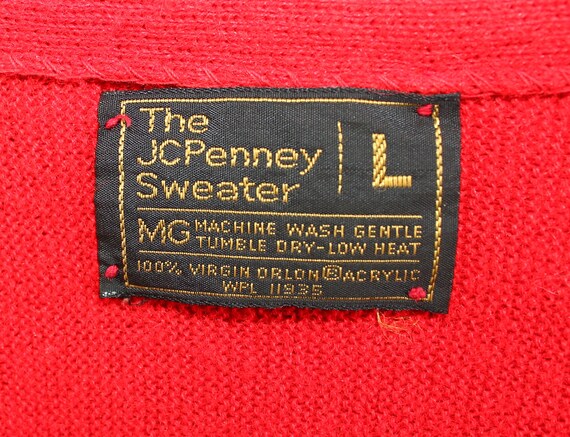 The
JCPenney
Sweater
L
MG MACHINE WASH GENTLE
TUMBLE DRY-LOW HEAT
100% VIRGIN ORLON® ACRYLIC
WPL 11935